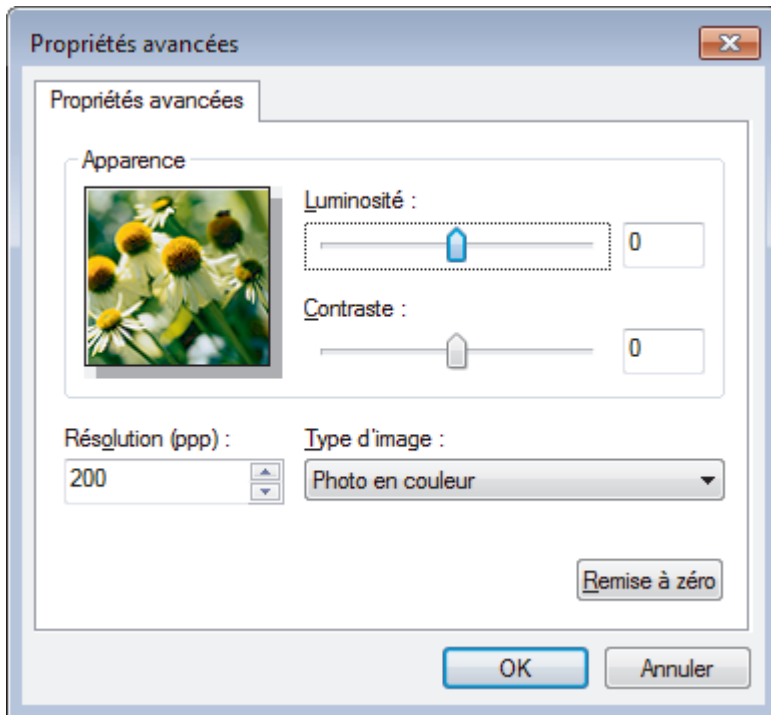 Propriétés avancées
Propriétés avancées
Apparence
Luminosité :
0
Contraste :
0
Résolution (ppp) :
200
Type d'image :
Photo en couleur
Remise à zéro
OK
Annuler